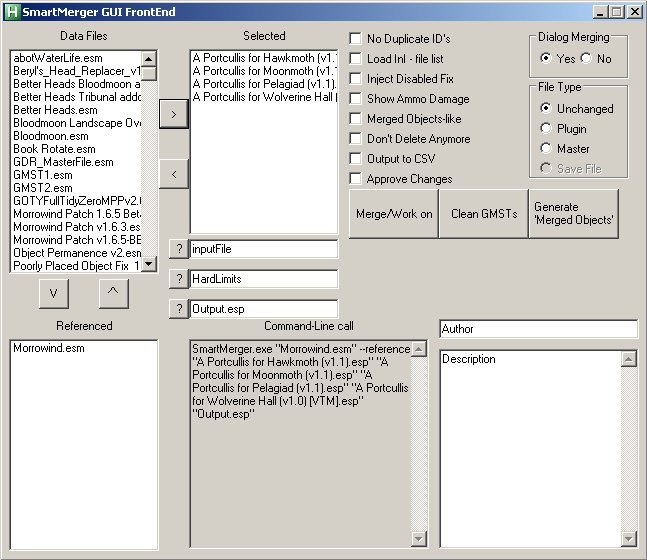 SmartMerger GUI FrontEnd
Data Files
abotWaterLife.esm
Beryl's_Head_Replacer_v1
Better Heads Bloodmoon a
Better Heads Tribunal addo
Better Heads.esm
Bloodmoon Landscape Ove
Bloodmoon.esm
Book Rotate.esm
GDR_MasterFile.esm
GMST1.esm
GMST2.esm
GOTYFullTidyZeroMPPv2.0
Morrowind Patch 1.6.5 Beta
Morrowind Patch v1.6.3.es
Morrowind Patch v1.6.5-BE
Object Permanence v2.esm
Poorly Placed Object Fix 1
>
<
V
^
Selected
A Portcullis for Hawkmoth (v1.1
A Portcullis for Moonmoth (v1.1
A Portcullis for Pelagiad (v1.1).e
A Portcullis for Wolverine Hall (
? inputFile
? HardLimits
? Output.esp
No Duplicate ID's
Load InI - file list
Inject Disabled Fix
Show Ammo Damage
Merged Objects-like
Don't Delete Anymore
Output to CSV
Approve Changes
Dialog Merging
Yes No
File Type
Unchanged
Plugin
Master
Save File
Merge/Work on
Clean GMSTs
Generate
'Merged Objects'
Referenced
Morrowind.esm
Command-Line call
SmartMerger.exe "Morrowind.esm" --reference
"A Portcullis for Hawkmoth (v1.1).esp" "A
Portcullis for Moonmoth (v1.1).esp" "A
Portcullis for Pelagiad (v1.1).esp" "A Portcullis
for Wolverine Hall (v1.0) [VTM].esp"
"Output.esp"
Author
Description